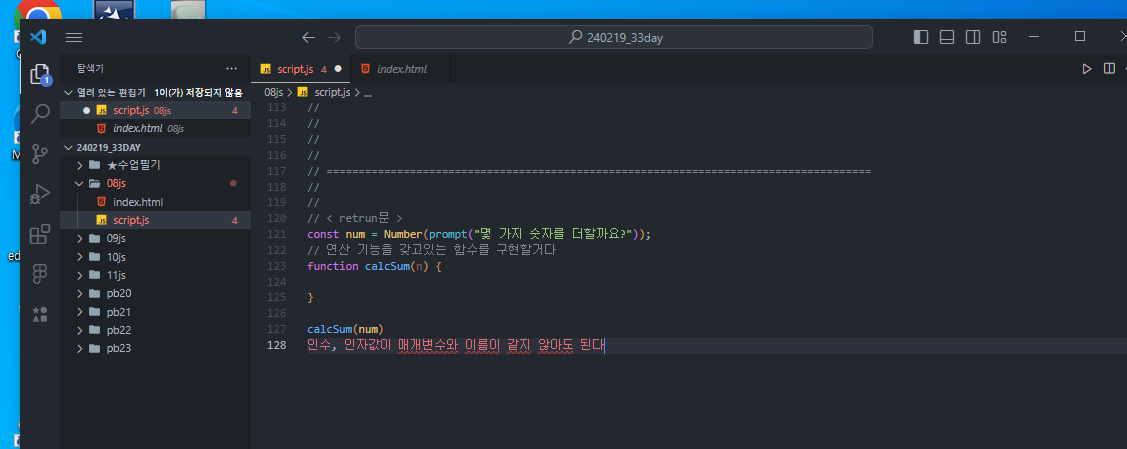 240219_33day
탐색기
script.js 4
index.html
열려 있는 편집기 1이(가) 저장되지 않음
08js > script.js > ...
script.js 08js 4
index.html 08js
240219_33DAY
★수업필기
08js
index.html
script.js 4
09js
10js
11js
pb20
pb21
pb22
pb23
1
113 //
114 //
115 //
116 //
117 // =====================================================================================
118 //
119 //
120 // < retrun문 >
121 const num = Number(prompt("몇 가지 숫자를 더할까요?"));
122 // 연산 기능을 갖고있는 함수를 구현할거다
123 function calcSum(n) {
124
125 }
126
127 calcSum(num)
128 인수, 인자값이 매개변수와 이름이 같지 않아도 된다